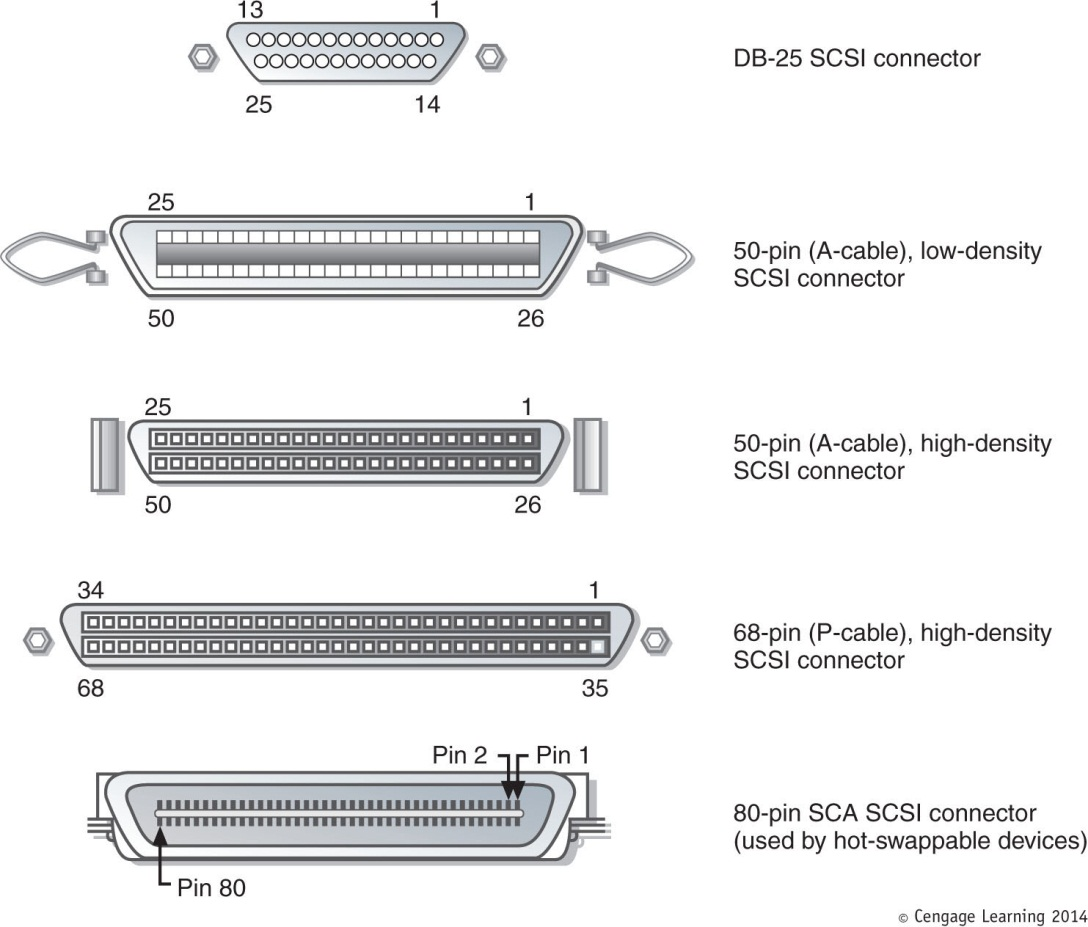 13 1
DB-25 SCSI connector
25 14
25 1
50-pin (A-cable), low-density
SCSI connector
50 26
25 1
50-pin (A-cable), high-density
SCSI connector
50 26
34 1
68-pin (P-cable), high-density
SCSI connector
68 35
Pin 2 Pin 1
80-pin SCA SCSI connector
(used by hot-swappable devices)
Pin 80
© Cengage Learning 2014